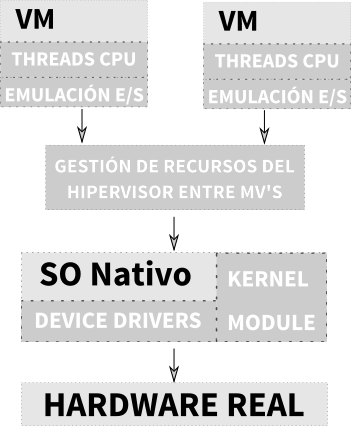 VM
THREADS CPU
EMULACIÓN E/S
VM
THREADS CPU
EMULACIÓN E/S
GESTIÓN DE RECURSOS DEL
HIPERVISOR ENTRE MV'S
SO Nativo
DEVICE DRIVERS
KERNEL
MODULE
HARDWARE REAL